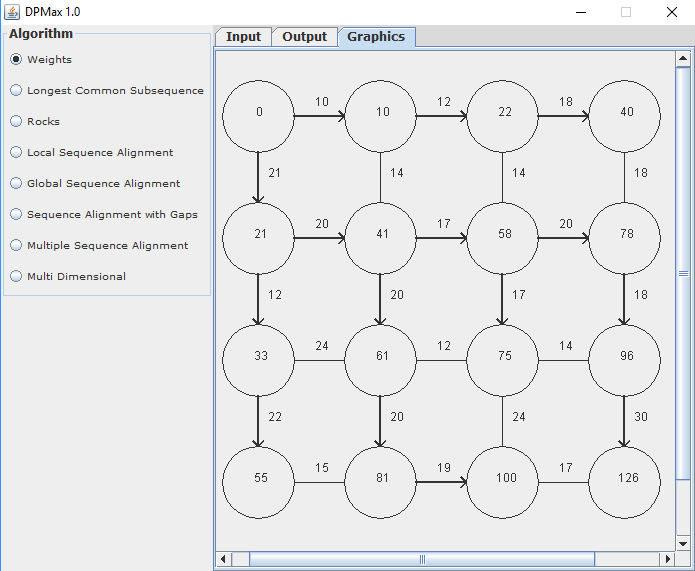 DPMax 1.0
Algorithm
Weights
Longest Common Subsequence
Rocks
Local Sequence Alignment
Global Sequence Alignment
Sequence Alignment with Gaps
Multiple Sequence Alignment
Multi Dimensional
Input Output Graphics
0 10 10 12 22 18 40
21 14 14 18
21 20 41 17 58 20 78
12 20 17 18
33 24 61 12 75 14 96
22 20 24 30
55 15 81 19 100 17 126